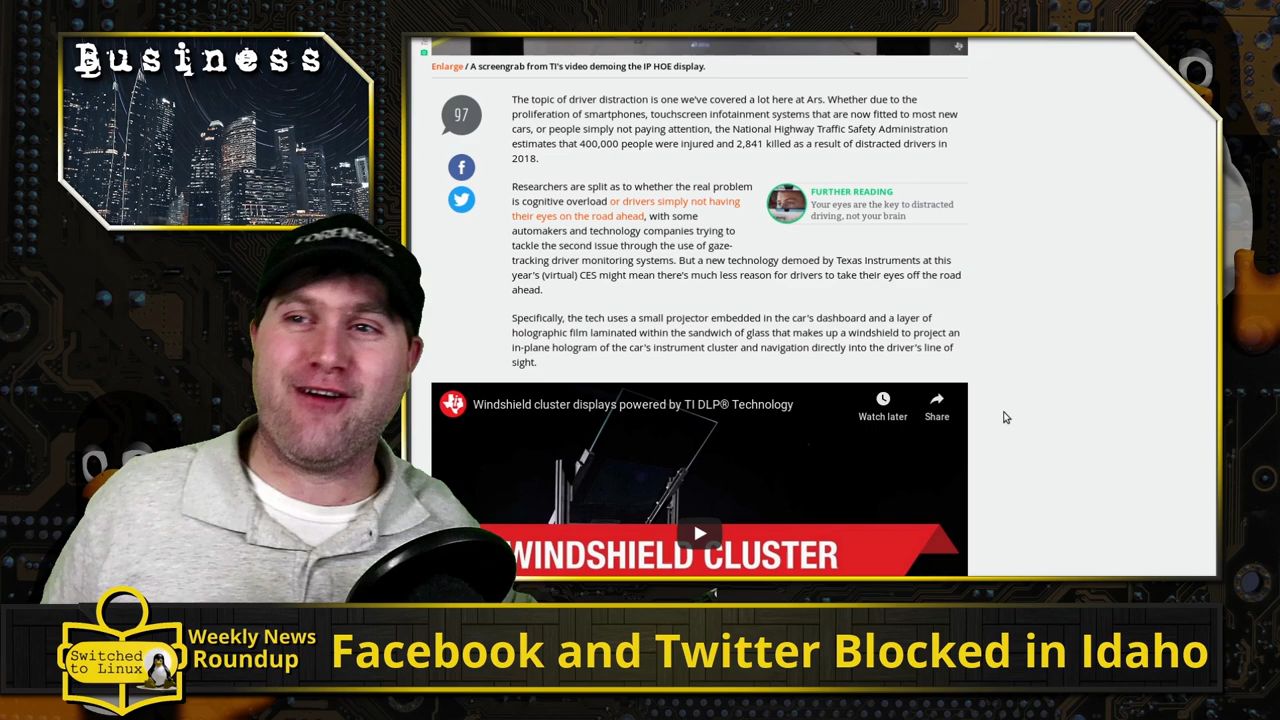 Business
Enlarge / A screengrab from TI's video demoing the IP HOE display.
97
The topic of driver distraction is one we've covered a lot here at Ars. Whether due to the
proliferation of smartphones, touchscreen infotainment systems that are now fitted to most new
cars, or people simply not paying attention, the National Highway Traffic Safety Administration
estimates that 400,000 people were injured and 2,841 killed as a result of distracted drivers in
2018.
Researchers are split as to whether the real problem
is cognitive overload or drivers simply not having
their eyes on the road ahead, with some
automakers and technology companies trying to
tackle the second issue through the use of gaze-
tracking driver monitoring systems. But a new technology demoed by Texas Instruments at this
year's (virtual) CES might mean there's much less reason for drivers to take their eyes off the road
ahead.
FURTHER READING
Your eyes are the key to distracted
driving, not your brain
Specifically, the tech uses a small projector embedded in the car's dashboard and a layer of
holographic film laminated within the sandwich of glass that makes up a windshield to project an
in-plane hologram of the car's instrument cluster and navigation directly into the driver's line of
sight.
Windshield cluster displays powered by TI DLP® Technology
Watch later
Share
WINDSHIELD CLUSTER
FORENSICS
Switched
to Linux
Weekly News
Roundup
Facebook and Twitter Blocked in Idaho